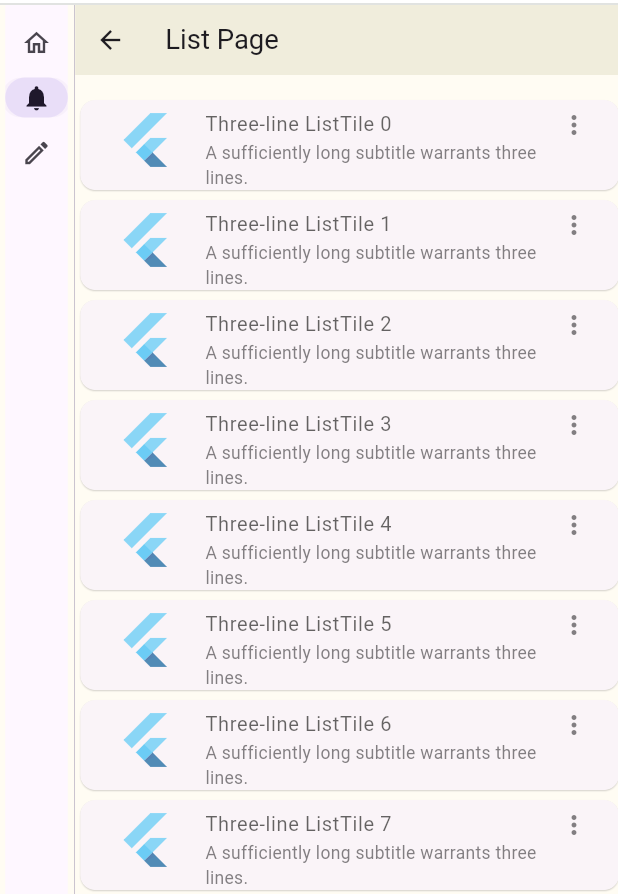 List Page
Three-line ListTile 0
A sufficiently long subtitle warrants three
lines.
Three-line ListTile 1
A sufficiently long subtitle warrants three
lines.
Three-line ListTile 2
A sufficiently long subtitle warrants three
lines.
Three-line ListTile 3
A sufficiently long subtitle warrants three
lines.
Three-line ListTile 4
A sufficiently long subtitle warrants three
lines.
Three-line ListTile 5
A sufficiently long subtitle warrants three
lines.
Three-line ListTile 6
A sufficiently long subtitle warrants three
lines.
Three-line ListTile 7
A sufficiently long subtitle warrants three
lines.